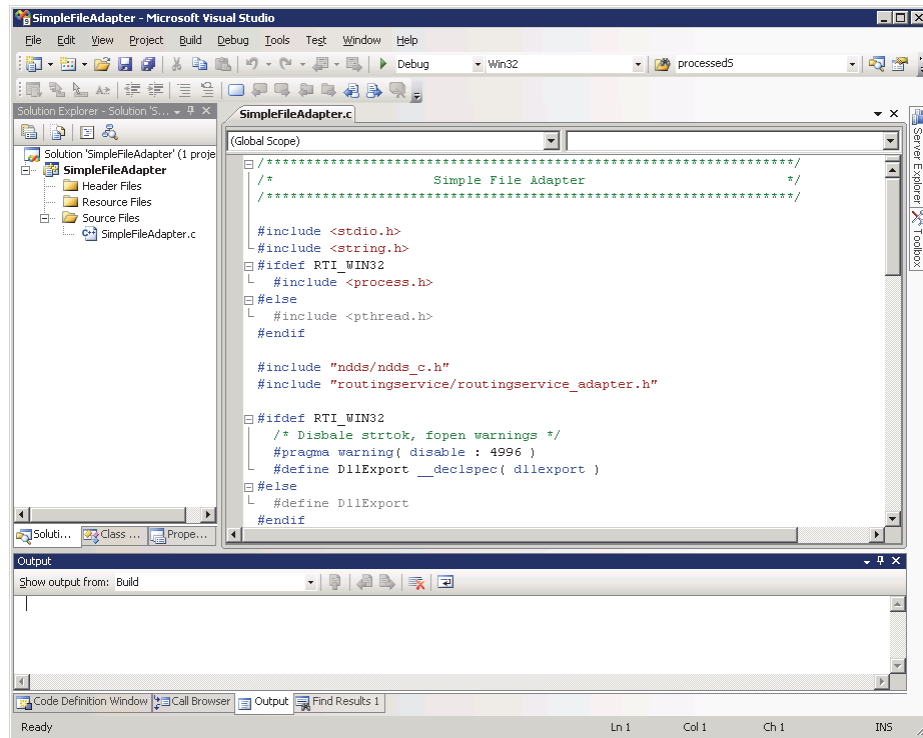 SimpleFileAdapter - Microsoft Visual Studio
File Edit View Project Build Debug Tools Test Window Help
Debug Win32 processedS
Solution Explorer - Solution 'S...
SimpleFileAdapter.c
(Global Scope)
Solution 'SimpleFileAdapter' (1 proje
SimpleFileAdapter
Header Files
Resource Files
Source Files
SimpleFileAdapter.c
/******************************************************************/
/* Simple File Adapter */
/******************************************************************/
#include <stdio.h>
#include <string.h>
#ifdef RTI_WIN32
#include <process.h>
#else
#include <pthread.h>
#endif
#include "ndds/ndds_c.h"
#include "routingservice/routingservice_adapter.h"
#ifdef RTI_WIN32
/* Disbale strtok, fopen warnings */
#pragma warning( disable : 4996 )
#define DllExport __declspec( dllexport )
#else
#define DllExport
#endif
Server Explorer
Toolbox
Soluti... Class ... Prope...
Output
Show output from: Build
Code Definition Window Call Browser Output Find Results 1
Ready Ln 1 Col 1 Ch 1 INS